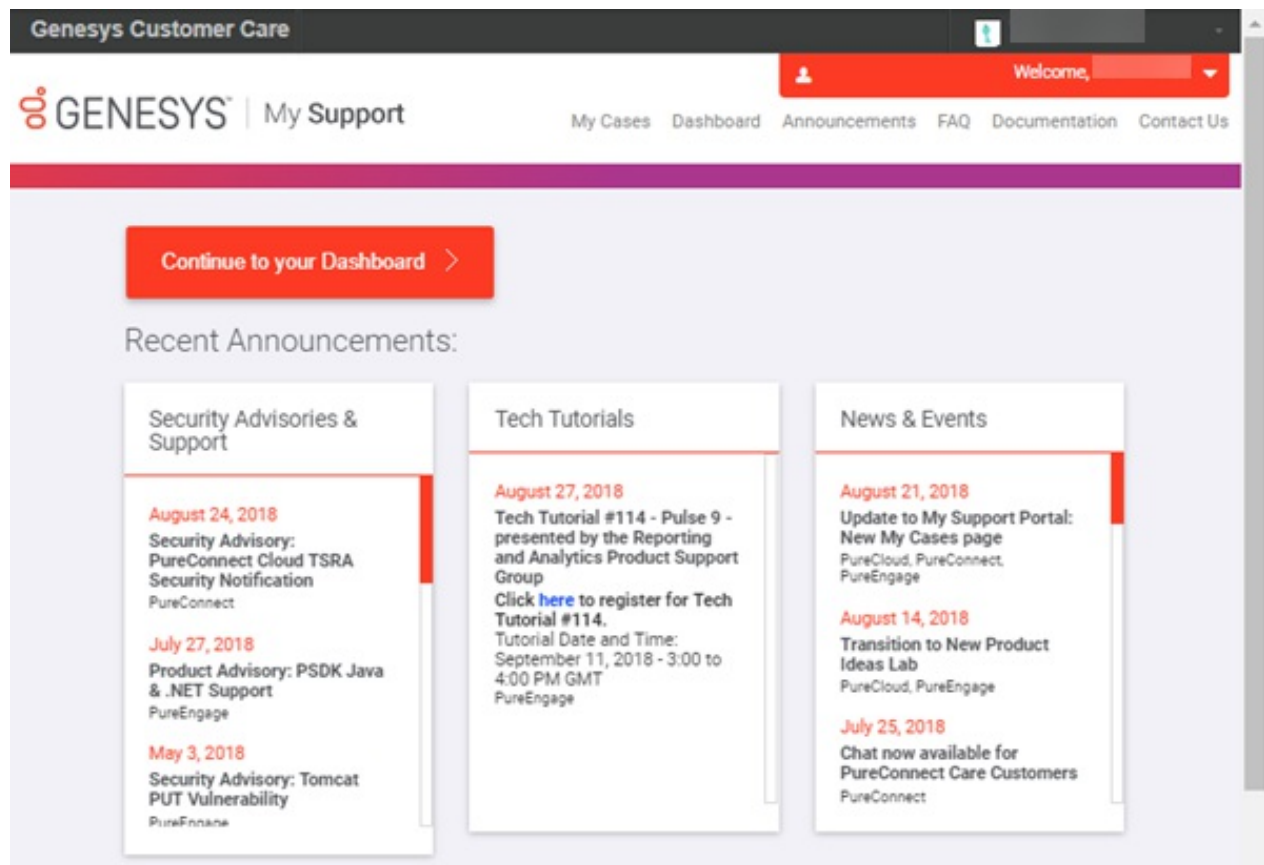 Genesys Customer Care
Welcome,
GENESYS™ | My Support
My Cases Dashboard Announcements FAQ Documentation Contact Us
Continue to your Dashboard
Recent Announcements:
Security Advisories &
Support
August 24, 2018
Security Advisory:
PureConnect Cloud TSRA
Security Notification
PureConnect
July 27, 2018
Product Advisory: PSDK Java
& .NET Support
PureEngage
May 3, 2018
Security Advisory: Tomcat
PUT Vulnerability
PureEngage
Tech Tutorials
August 27, 2018
Tech Tutorial #114 - Pulse 9 -
presented by the Reporting
and Analytics Product Support
Group
Click here to register for Tech
Tutorial #114.
Tutorial Date and Time:
September 11, 2018 - 3:00 to
4:00 PM GMT
PureEngage
News & Events
August 21, 2018
Update to My Support Portal:
New My Cases page
PureCloud, PureConnect,
PureEngage
August 14, 2018
Transition to New Product
Ideas Lab
PureCloud, PureEngage
July 25, 2018
Chat now available for
PureConnect Care Customers
PureConnect